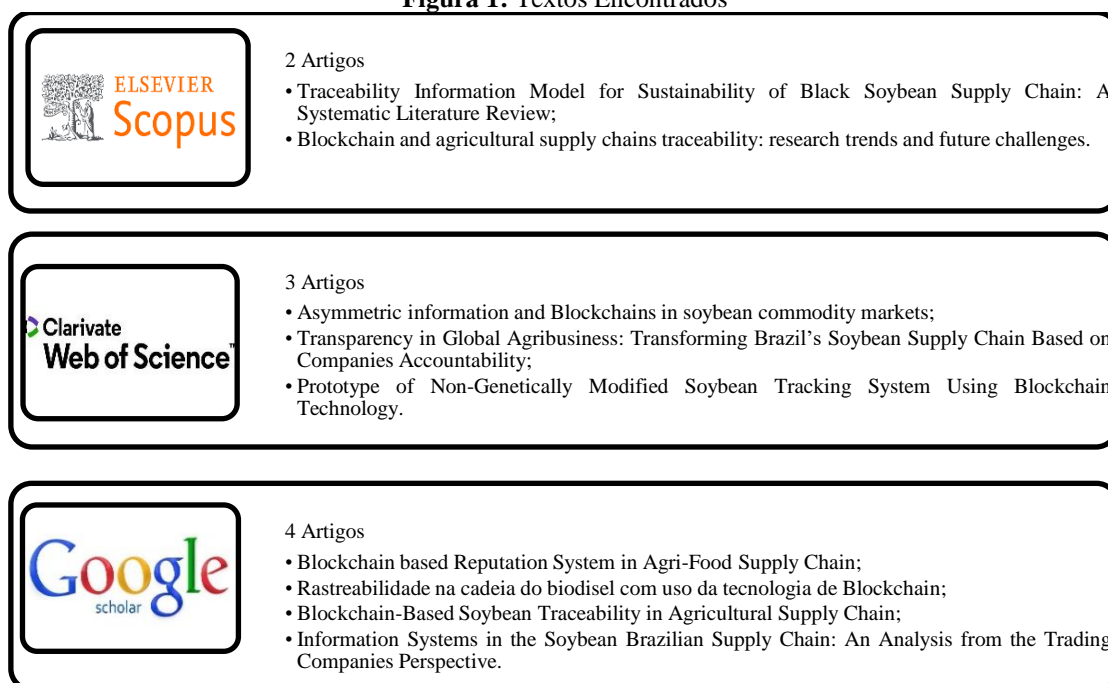 Figura 1: Textos Encontrados
ELSEVIER
Scopus
2 Artigos
• Traceability Information Model for Sustainability of Black Soybean Supply Chain: A
Systematic Literature Review;
• Blockchain and agricultural supply chains traceability: research trends and future challenges.
Clarivate
Web of Science™
3 Artigos
• Asymmetric information and Blockchains in soybean commodity markets;
• Transparency in Global Agribusiness: Transforming Brazil’s Soybean Supply Chain Based on
Companies Accountability;
• Prototype of Non-Genetically Modified Soybean Tracking System Using Blockchain
Technology.
Google
scholar
4 Artigos
• Blockchain based Reputation System in Agri-Food Supply Chain;
• Rastreabilidade na cadeia do biodisel com uso da tecnologia de Blockchain;
• Blockchain-Based Soybean Traceability in Agricultural Supply Chain;
• Information Systems in the Soybean Brazilian Supply Chain: An Analysis from the Trading
Companies Perspective.